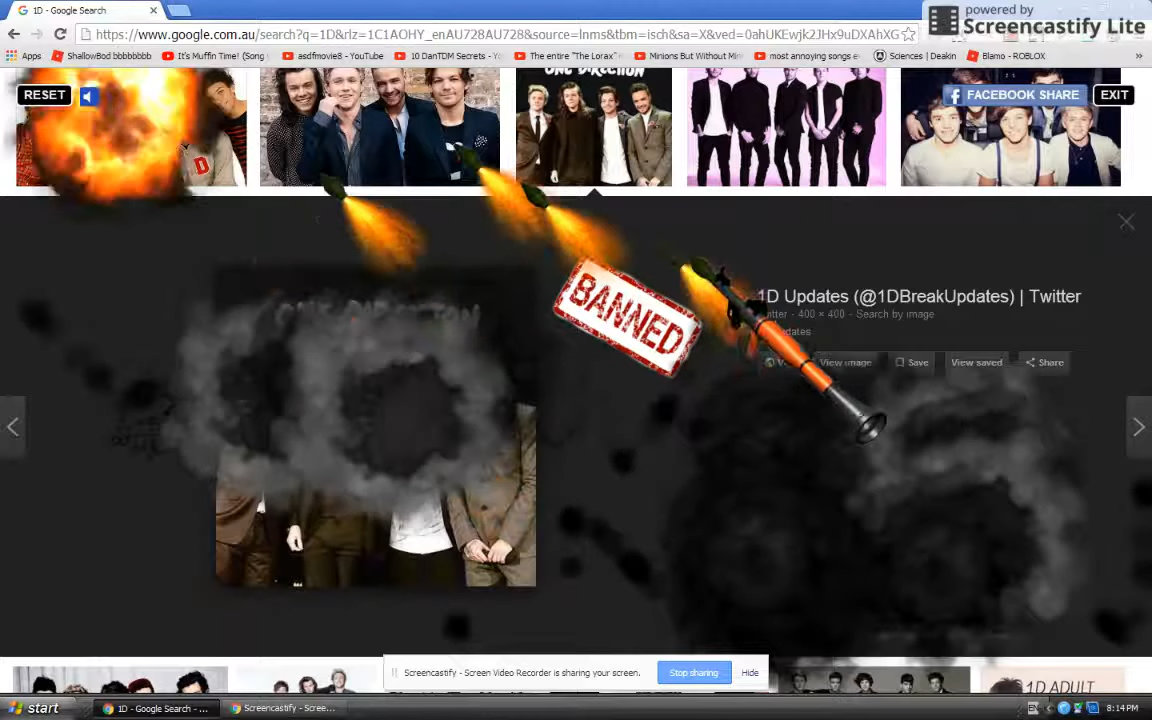 1D - Google Search
powered by
Screencastify Lite
https://www.google.com.au/search?q=1D&rlz=1C1AOHY_enAU728AU728&source=lnms&tbm=isch&sa=X&ved=0ahUKEwjk2JHx9uDXAhXG
Apps
ShallowBod bbbbbbbb
It's Muffin Time! (Song
asdfmovie8 - YouTube
10 DanTDM Secrets - Y
The entire "The Lorax"
Minions But Without Mi
most annoying songs e
Sciences | Deakin
Blamo - ROBLOX
»
RESET
ONE DIRECTION
FACEBOOK SHARE
EXIT
D
BANNED
1D Updates (@1DBreakUpdates) | Twitter
400 × 400 - Search by image
View image
Save
View saved
Share
Screencastify - Screen Video Recorder is sharing your screen.
Stop sharing
Hide
1D ADULT
start
1D - Google Search - ...
Screencastify - Scree...
EN
8:14 PM